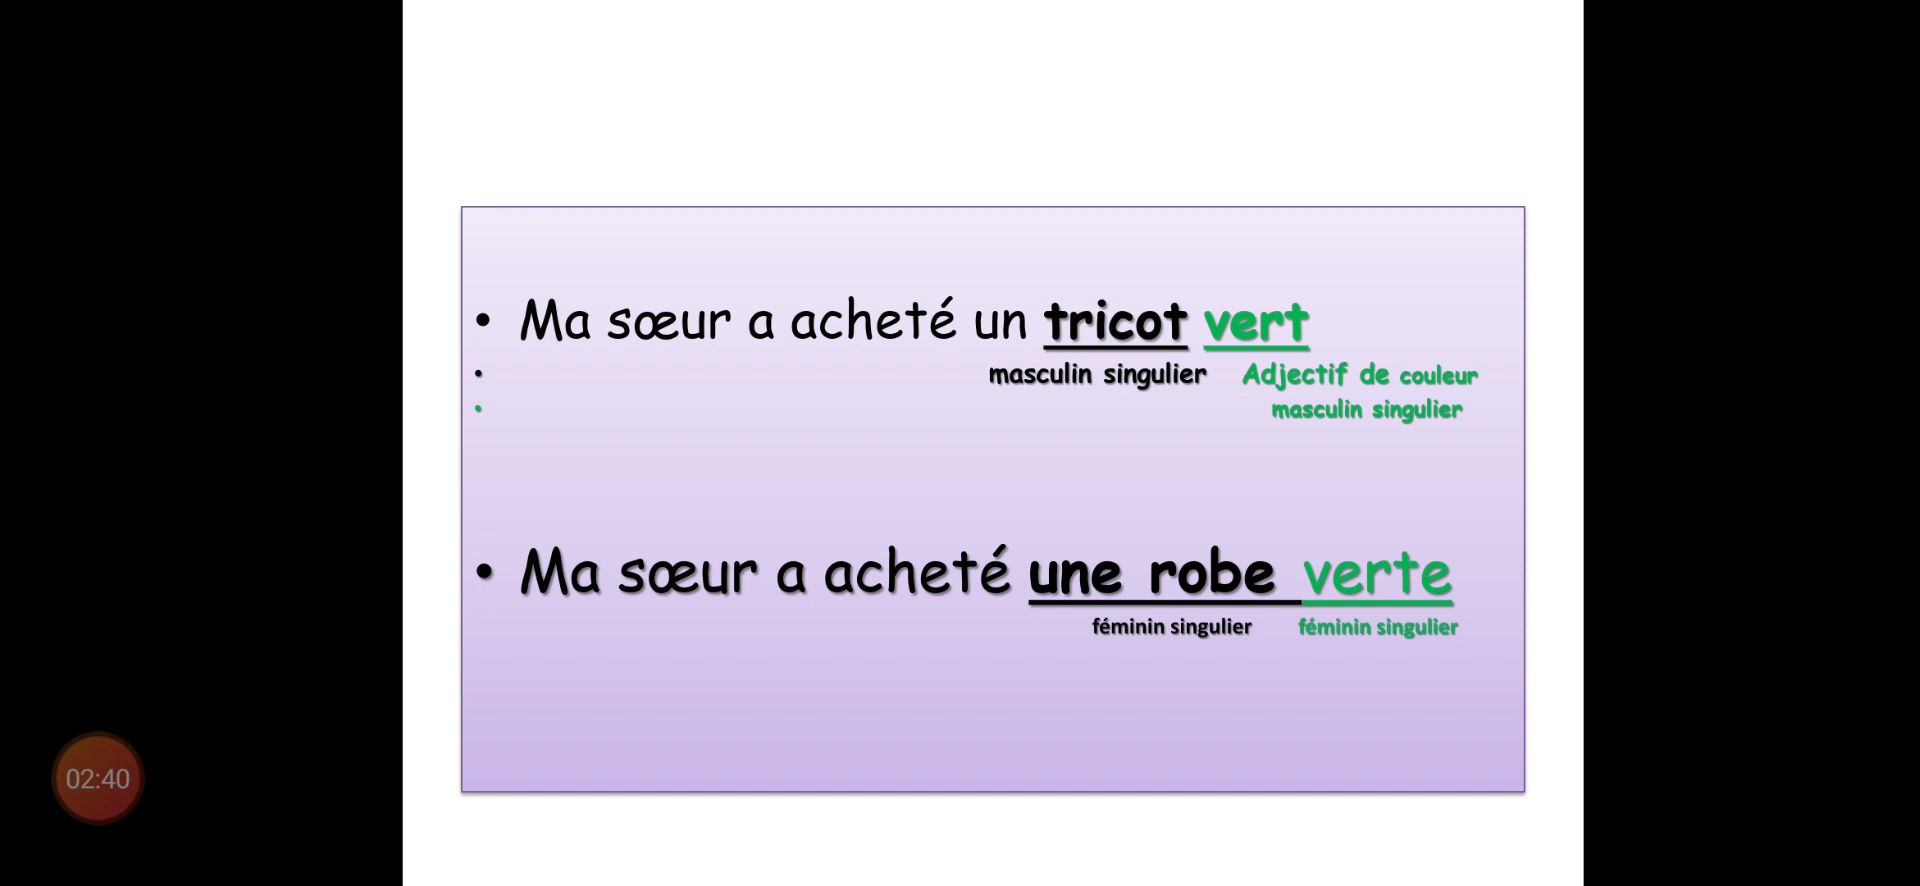 • Ma sœur a acheté un tricot vert
• masculin singulier Adjectif de couleur
• masculin singulier
• Ma sœur a acheté une robe verte
féminin singulier féminin singulier
02:40